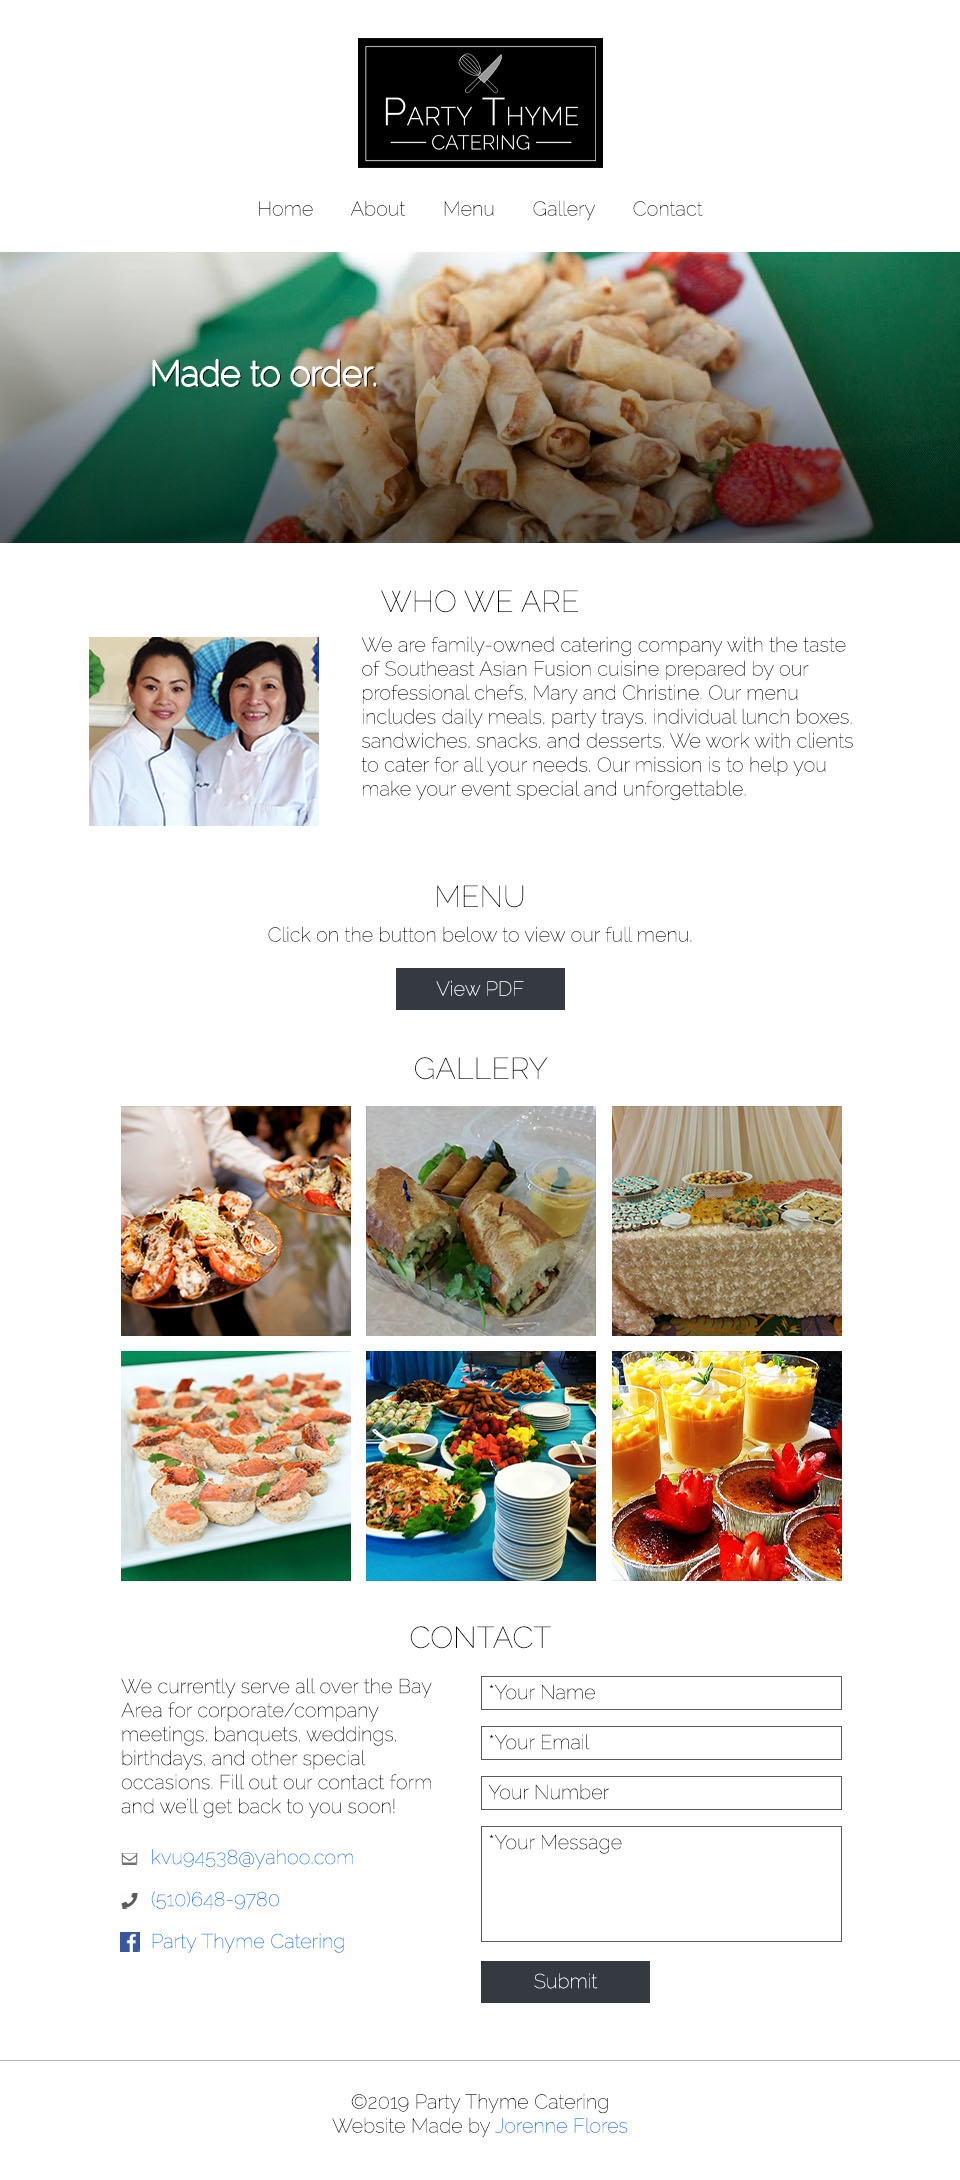 PARTY THYME
CATERING
Home About Menu Gallery Contact
Made to order.
WHO WE ARE
We are family-owned catering company with the taste
of Southeast Asian Fusion cuisine prepared by our
professional chefs, Mary and Christine. Our menu
includes daily meals, party trays, individual lunch boxes,
sandwiches, snacks, and desserts. We work with clients
to cater for all your needs. Our mission is to help you
make your event special and unforgettable.
MENU
Click on the button below to view our full menu.
View PDF
GALLERY
CONTACT
We currently serve all over the Bay
Area for corporate/company
meetings, banquets, weddings,
birthdays, and other special
occasions. Fill out our contact form
and we'll get back to you soon!
kvu94538@yahoo.com
(510)648-9780
Party Thyme Catering
*Your Name
*Your Email
Your Number
*Your Message
Submit
©2019 Party Thyme Catering
Website Made by Jorenne Flores